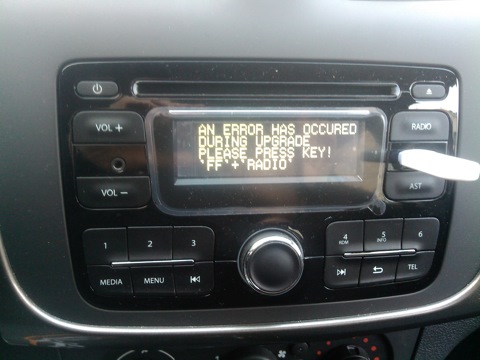 AN ERROR HAS OCCURED
DURING UPGRADE
PLEASE PRESS KEY!
"FF"+"RADIO"
VOL +
VOL −
RADIO
AST
1
2
3
MEDIA
MENU
4
RDM
5
INFO
6
TEL